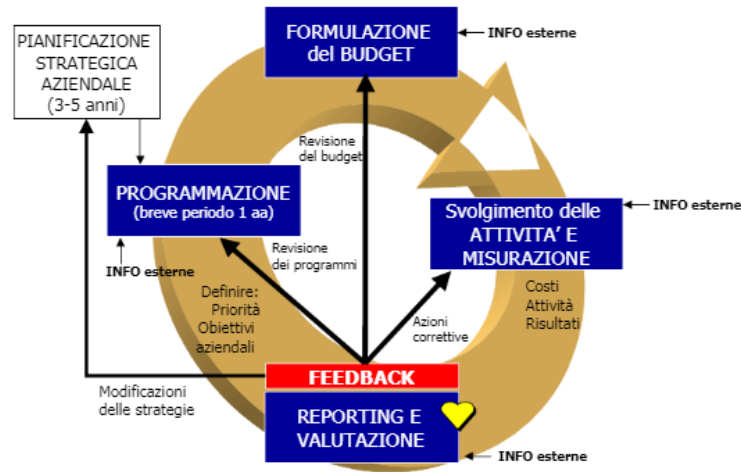 PIANIFICAZIONE
STRATEGICA
AZIENDALE
(3-5 anni)
FORMULAZIONE
del BUDGET
INFO esterne
Revisione
del budget
PROGRAMMAZIONE
(breve periodo 1 aa)
INFO esterne
Svolgimento delle
ATTIVITA’ E
MISURAZIONE
INFO esterne
Revisione
dei programmi
Definire:
Priorità
Obiettivi
aziendali
Azioni
correttive
Costi
Attività
Risultati
Modificazioni
delle strategie
FEEDBACK
REPORTING E
VALUTAZIONE
INFO esterne